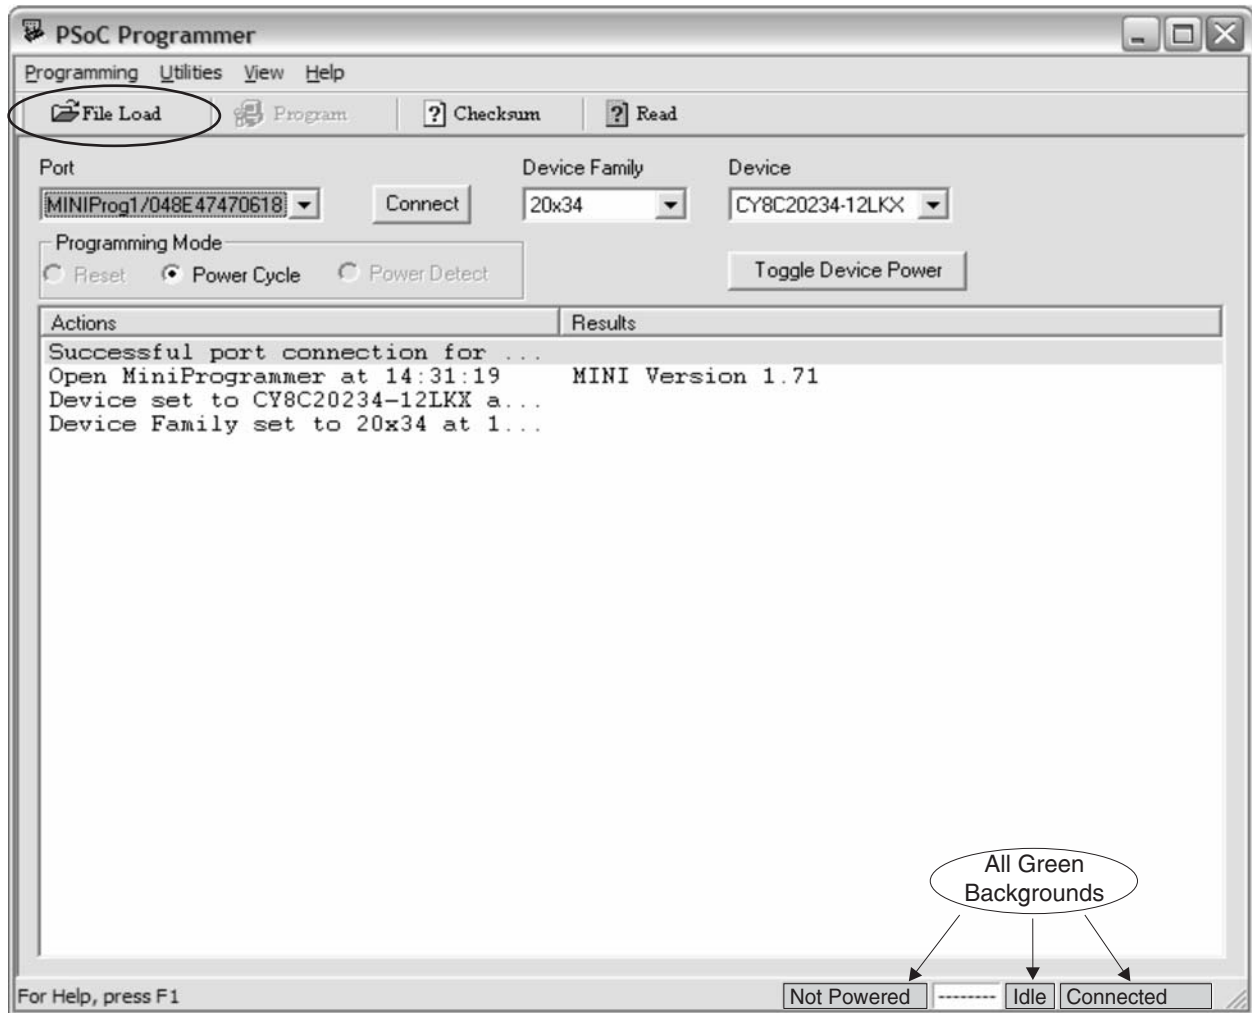 PSoC Programmer
Programming Utilities View Help
File Load Program ? Checksum ? Read
Port Device Family Device
MINIProg1/048E47470618 Connect 20x34 CY8C20234-12LKX
Programming Mode
Reset Power Cycle Power Detect Toggle Device Power
Actions Results
Successful port connection for ...
Open MiniProgrammer at 14:31:19 MINI Version 1.71
Device set to CY8C20234-12LKX a...
Device Family set to 20x34 at 1...
All Green
Backgrounds
For Help, press F1 Not Powered -------- Idle Connected